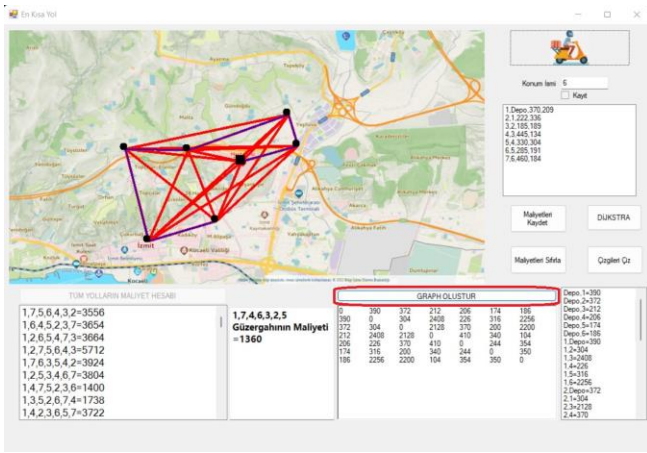 En Kısa Yol
Konum İsmi 6
Kayıt
1,Depo,370,209
2,1,222,336
3,2,185,189
4,3,445,134
5,4,330,304
6,5,285,191
7,6,460,184
Maliyetleri Kaydet
DIJKSTRA
Maliyetleri Sıfırla
Çizgileri Çiz
İzmit
Kocaeli Valiliği
Kocaeli
TÜM YOLLARIN MALİYET HESABI
1,7,5,6,4,3,2=3556
1,6,4,5,2,3,7=3654
1,2,6,5,4,7,3=3664
1,2,7,5,6,4,3=5712
1,7,6,3,5,4,2=2924
1,2,5,3,4,6,7=3804
1,4,7,5,2,3,6=1400
1,3,5,2,6,7,4=1738
1,4,2,3,6,5,7=3722
1,7,4,6,3,2,5
Güzergahının Maliyeti
=1360
GRAPH OLUSTUR
0 390 372 212 206 174 186
390 0 304 2408 226 316 2256
372 304 0 2128 370 200 2200
212 2408 2128 0 410 340 104
206 226 370 410 0 244 354
174 316 200 340 244 0 350
186 2256 2200 104 354 350 0
Depo,1=390
Depo,2=372
Depo,3=212
Depo,4=206
Depo,5=174
Depo,6=186
1,Depo=390
1,2=304
1,3=2408
1,4=226
1,5=316
1,6=2256
2,Depo=372
2,1=304
2,3=2128
2,4=370